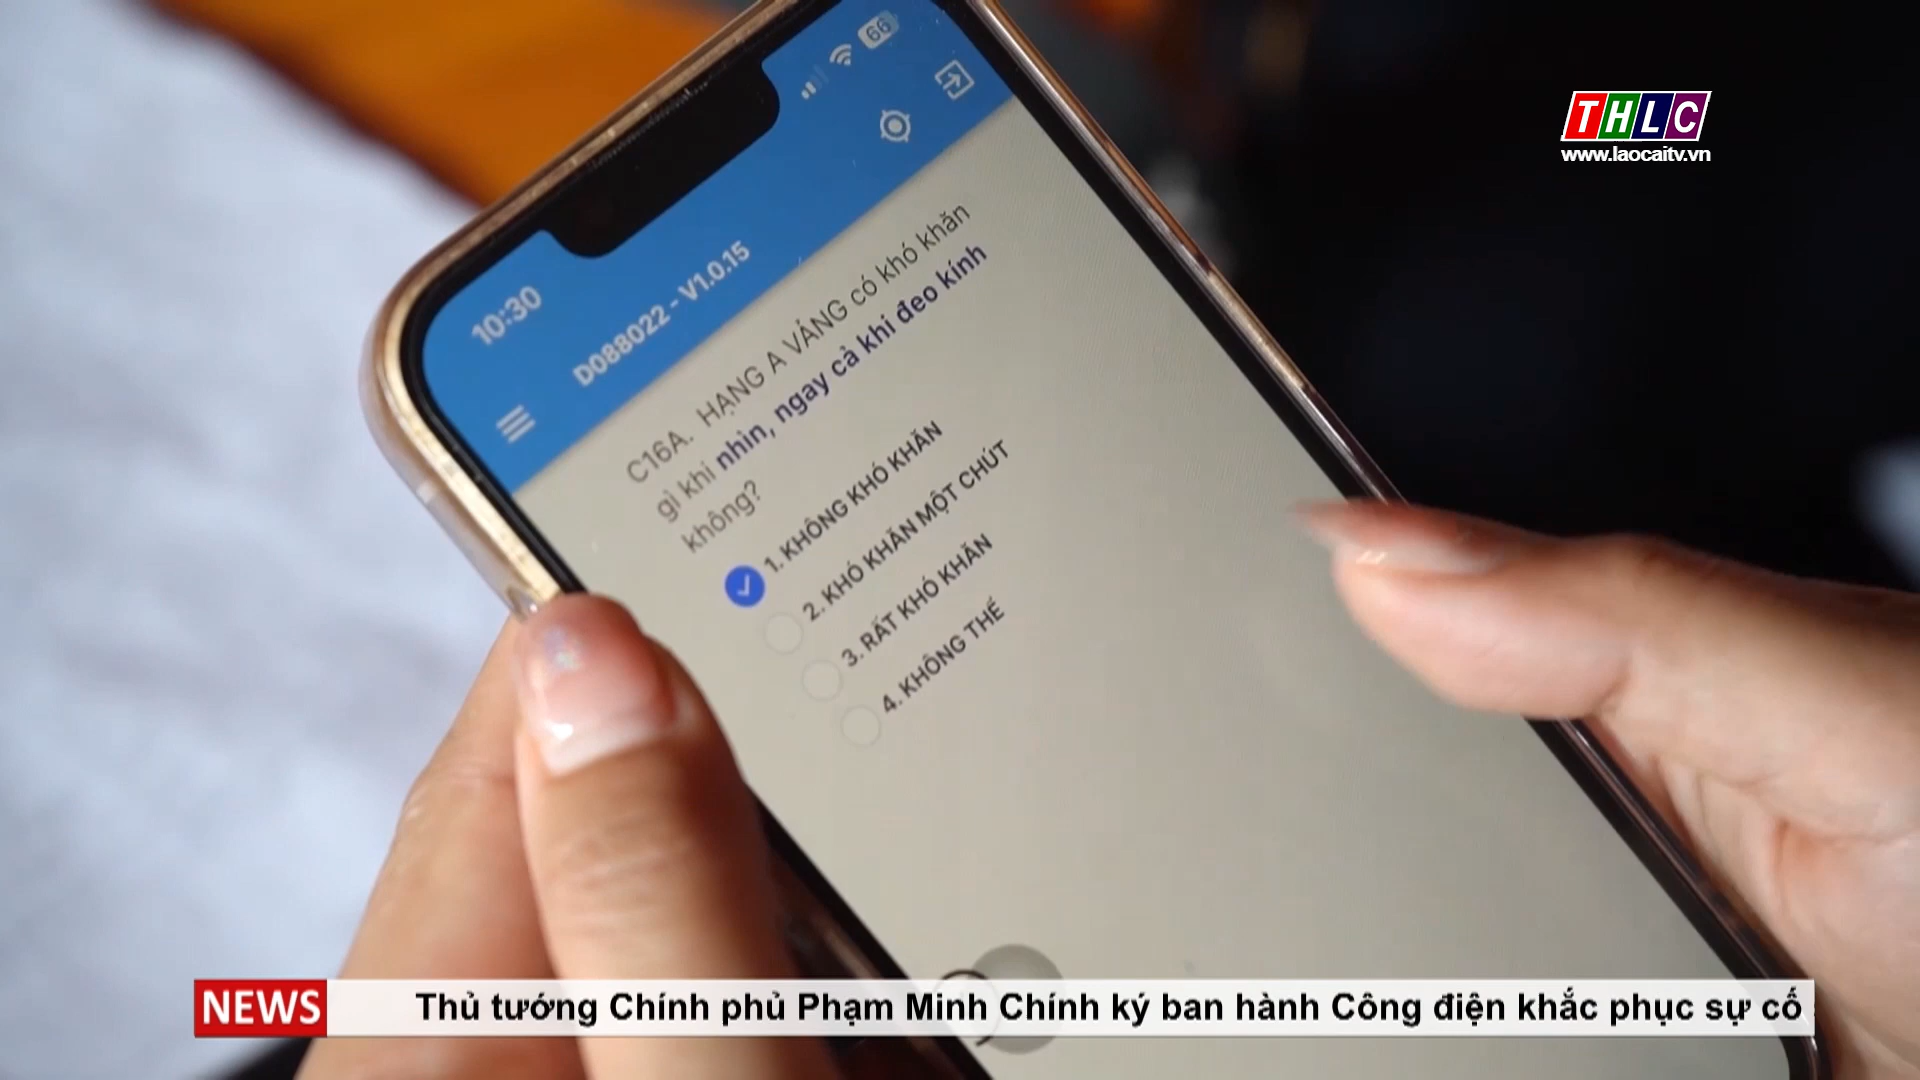 66
10:30
D088022 - V1.0.15
C16A. HẠNG A VẢNG có khó khăn
gì khi nhìn, ngay cả khi đeo kính
không?
1. KHÔNG KHÓ KHĂN
2. KHÓ KHĂN MỘT CHÚT
3. RẤT KHÓ KHĂN
4. KHÔNG THỂ
THLC
www.laocaitv.vn
NEWS
Thủ tướng Chính phủ Phạm Minh Chính ký ban hành Công điện khắc phục sự cố